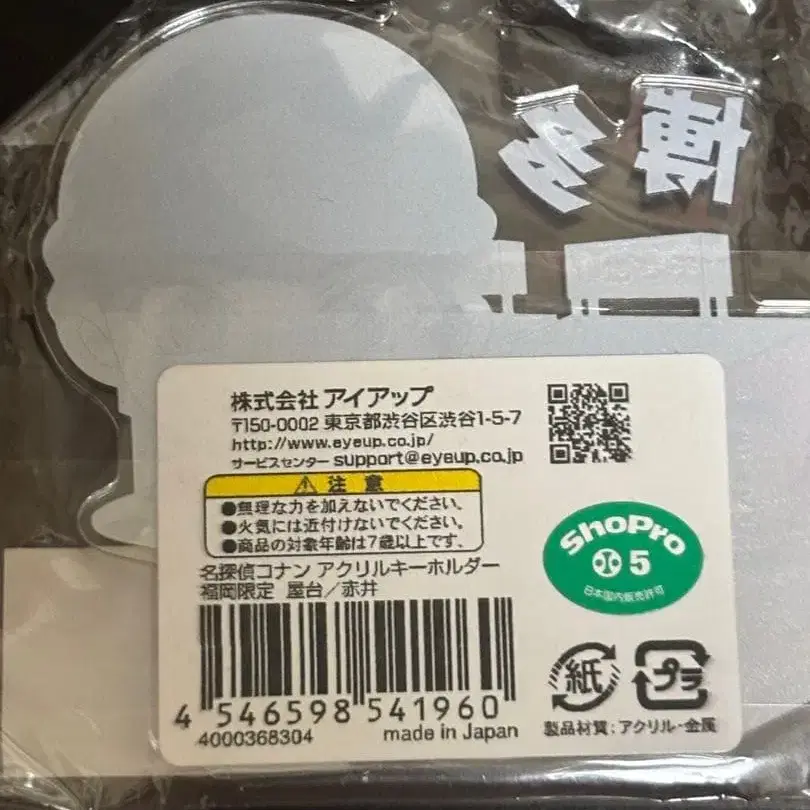 博多
株式会社 アイアップ
〒150-0002 東京都渋谷区渋谷1-5-7
http://www.eyeup.co.jp/
サービスセンター support@eyeup.co.jp
注 意
●無理な力を加えないでください。
●火気には近付けないでください。
●商品の対象年齢は7歳以上です。
名探偵コナン アクリルキーホルダー
福岡限定 屋台/赤井
ShoPro
5
日本国内販売許可
4 546598 541960
4000368304
made in Japan
紙
プラ
製品材質:アクリル・金属